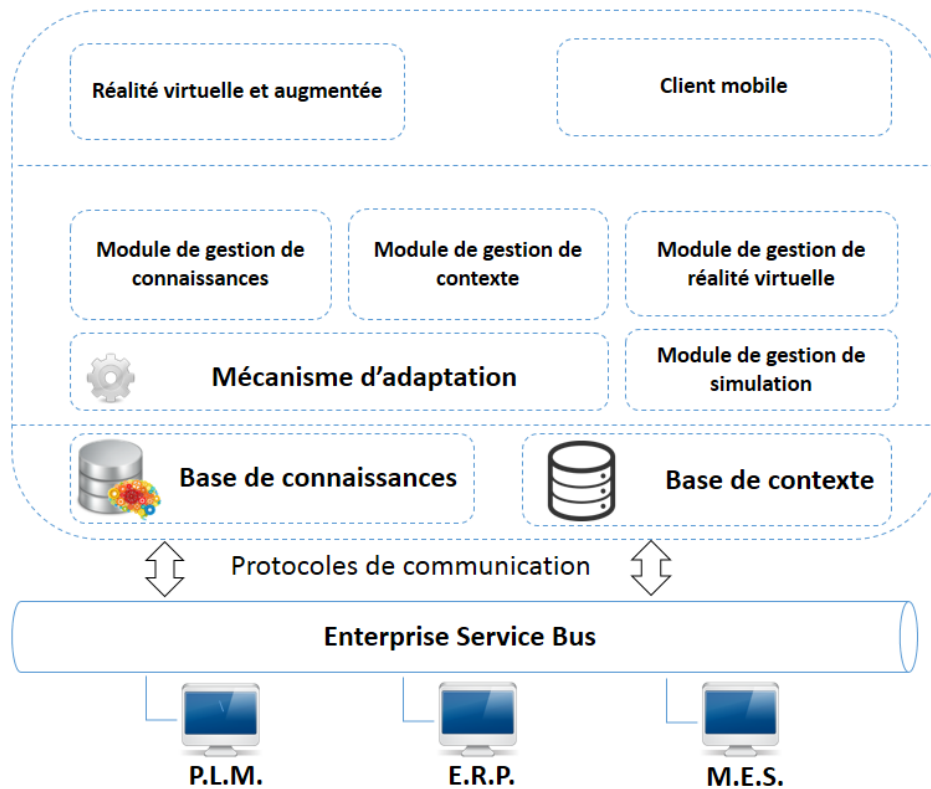 Réalité virtuelle et augmentée
Client mobile
Module de gestion de
connaissances
Module de gestion de
contexte
Module de gestion de
réalité virtuelle
Mécanisme d’adaptation
Module de gestion de
simulation
Base de connaissances
Base de contexte
Protocoles de communication
Enterprise Service Bus
P.L.M.
E.R.P.
M.E.S.